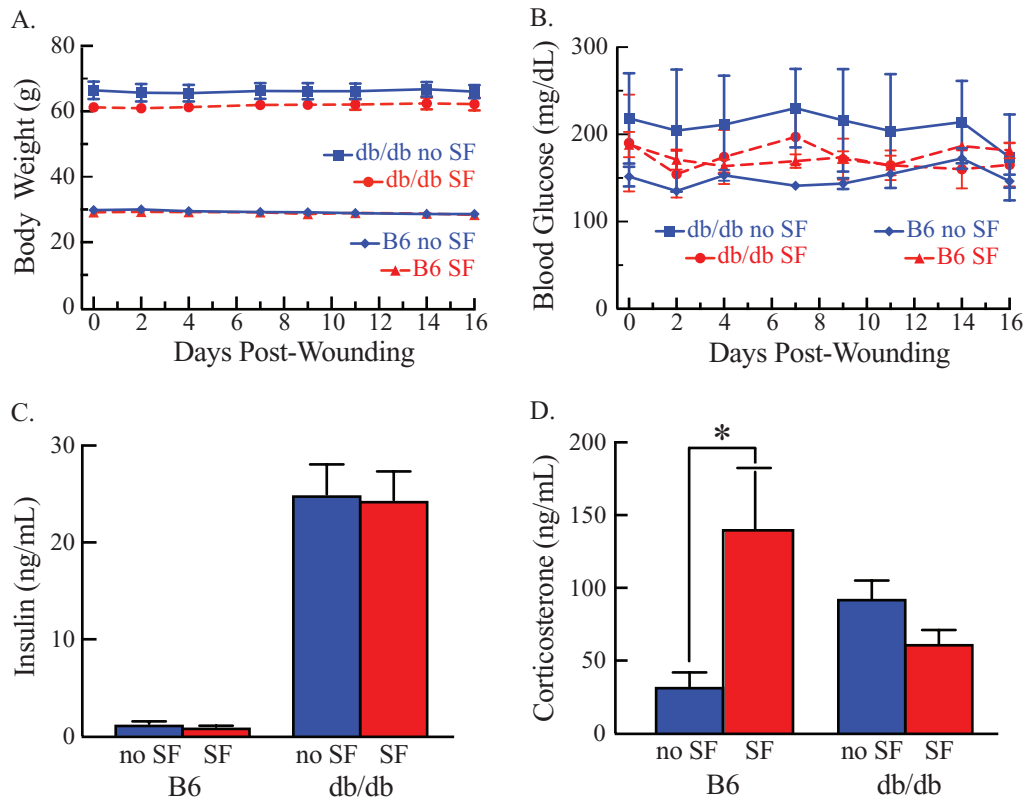 A.
80
60
40
20
0
Body Weight (g)
db/db no SF
db/db SF
B6 no SF
B6 SF
0 2 4 6 8 10 12 14 16
Days Post-Wounding
B.
300
200
150
100
50
0
Blood Glucose (mg/dL)
db/db no SF
db/db SF
B6 no SF
B6 SF
0 2 4 6 8 10 12 14 16
Days Post-Wounding
C.
30
20
10
0
Insulin (ng/mL)
no SF SF no SF SF
B6 db/db
D.
200
150
100
50
0
Corticosterone (ng/mL)
*
no SF SF no SF SF
B6 db/db